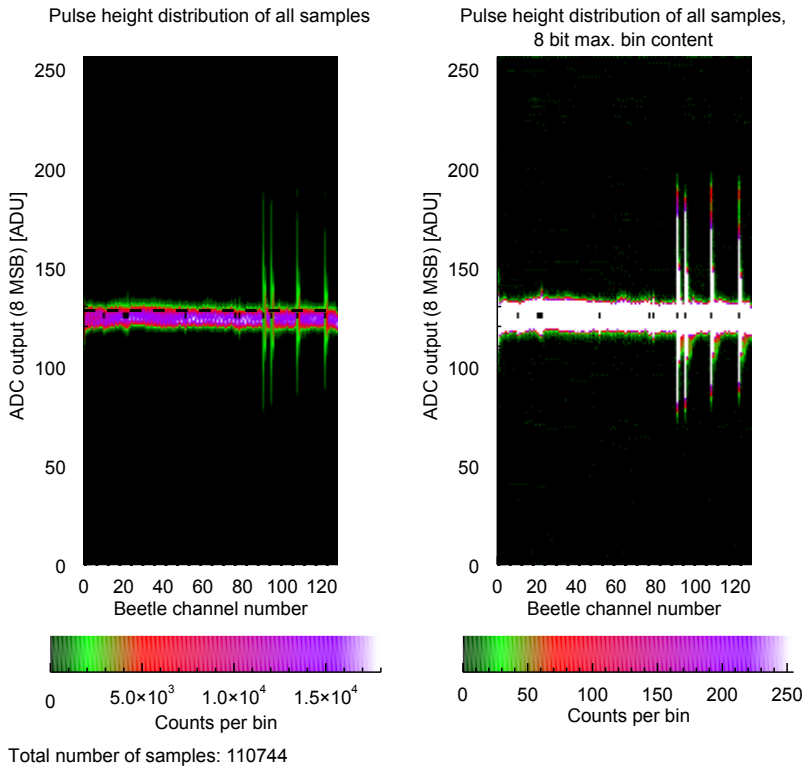 Pulse height distribution of all samples
Pulse height distribution of all samples,
8 bit max. bin content
ADC output (8 MSB) [ADU]
250
200
150
100
50
0
0 20 40 60 80 100 120
Beetle channel number
ADC output (8 MSB) [ADU]
250
200
150
100
50
0
0 20 40 60 80 100 120
Beetle channel number
0 5.0×10³ 1.0×10⁴ 1.5×10⁴
Counts per bin
0 50 100 150 200 250
Counts per bin
Total number of samples: 110744